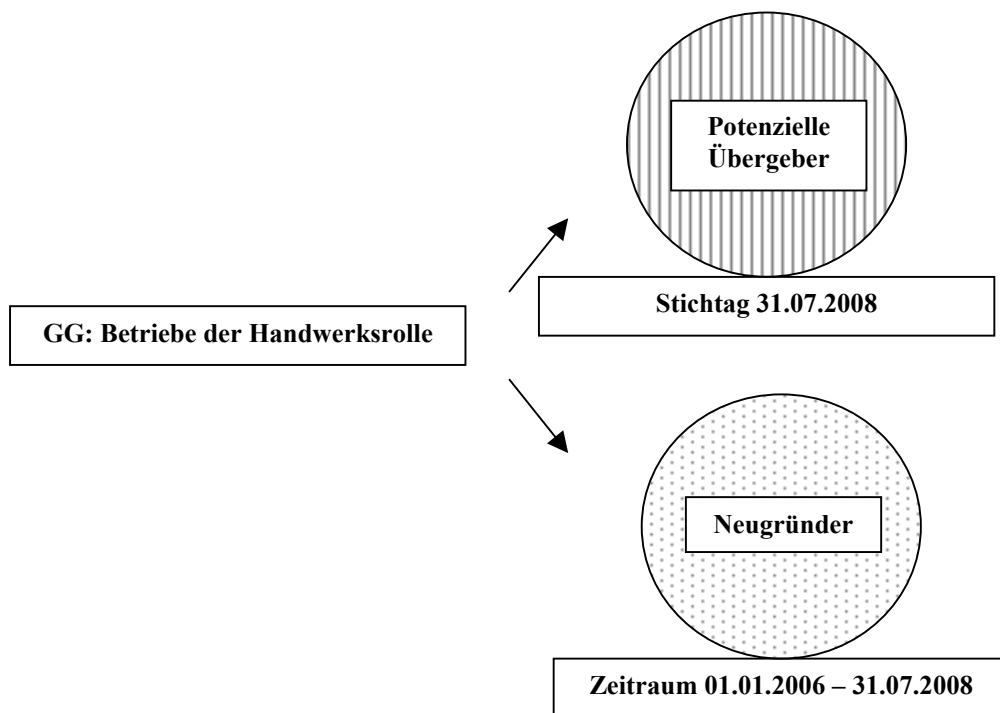 Potenzielle
Übergeber
Stichtag 31.07.2008
GG: Betriebe der Handwerksrolle
Neugründer
Zeitraum 01.01.2006 – 31.07.2008